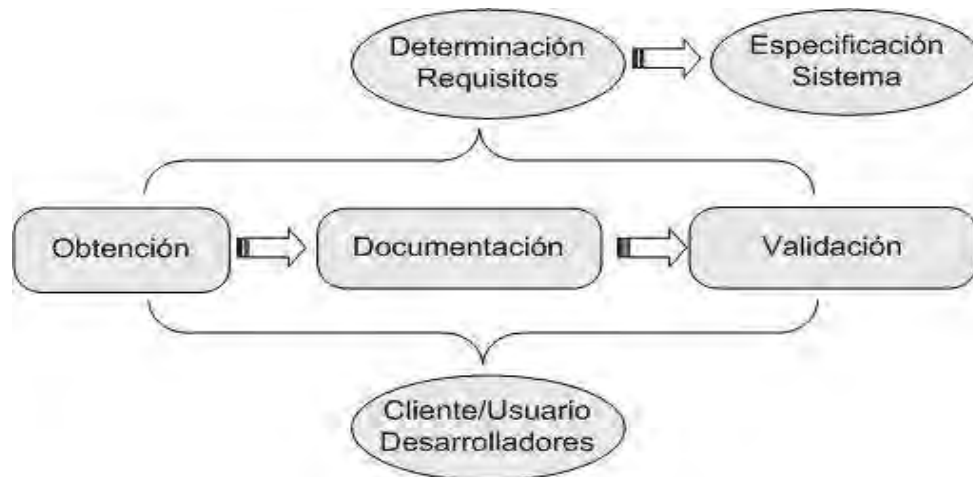 Determinación
Requisitos
Especificación
Sistema
Obtención
Documentación
Validación
Cliente/Usuario
Desarrolladores